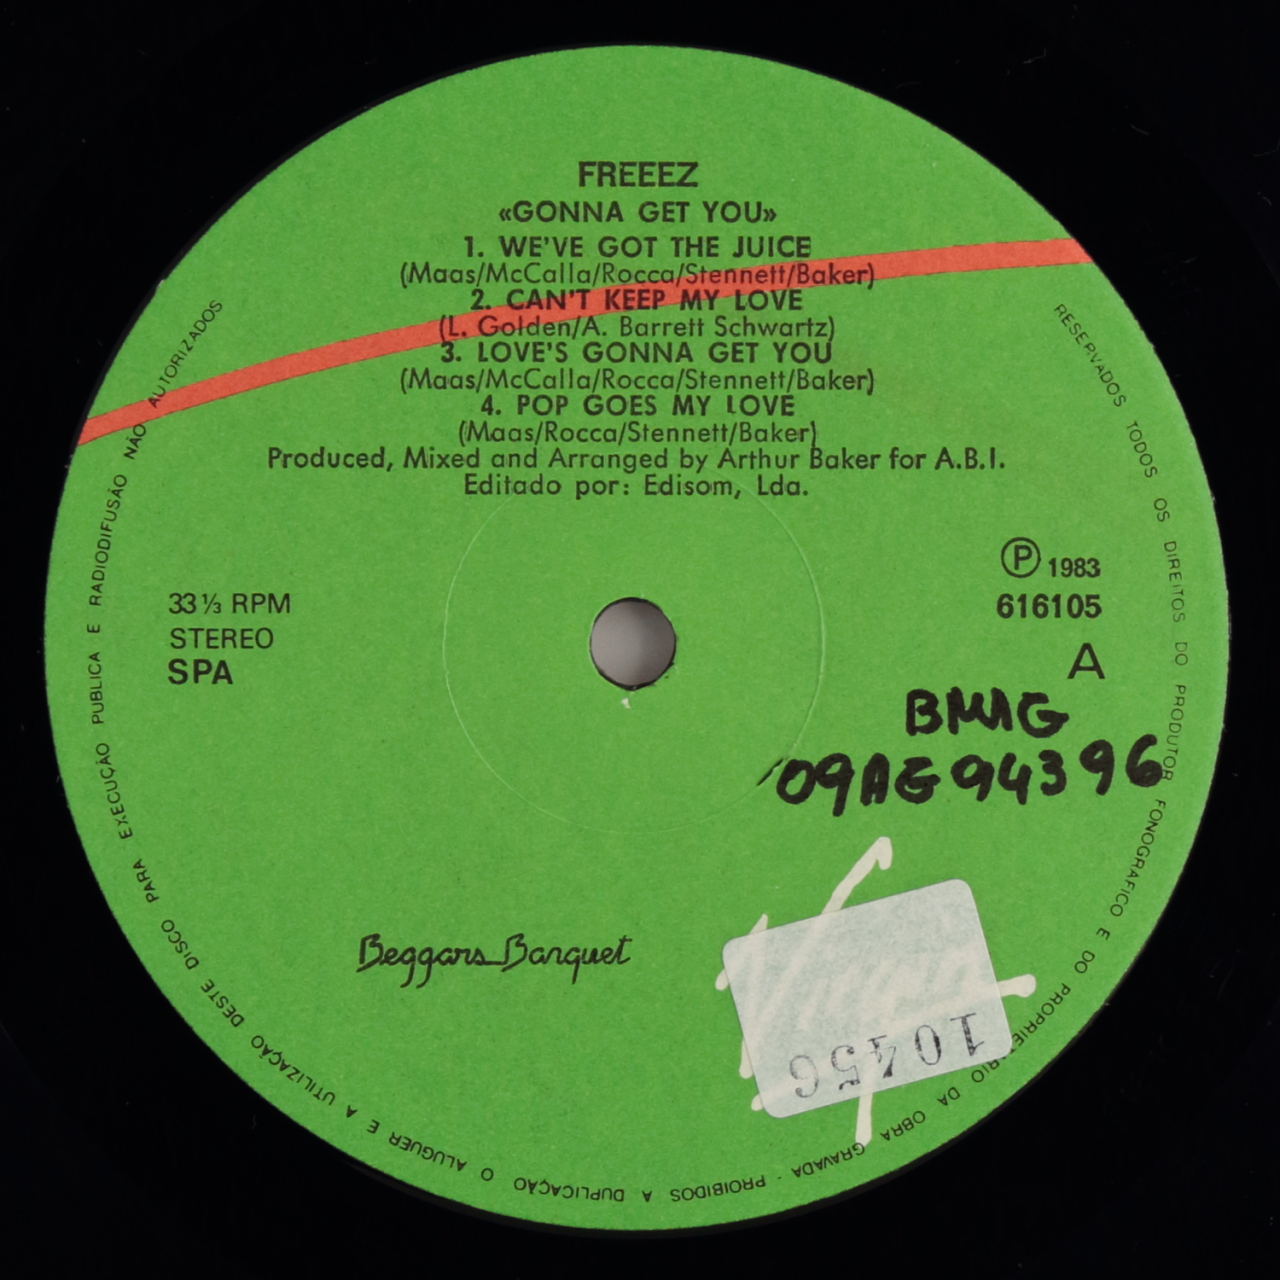 FREEEZ
«GONNA GET YOU»
1. WE'VE GOT THE JUICE
(Maas/McCalla/Rocca/Stennett/Baker)
2. CAN'T KEEP MY LOVE
(L. Golden/A. Barrett Schwartz)
3. LOVE'S GONNA GET YOU
(Maas/McCalla/Rocca/Stennett/Baker)
4. POP GOES MY LOVE
(Maas/Rocca/Stennett/Baker)
Produced, Mixed and Arranged by Arthur Baker for A.B.I.
Editado por: Edisom, Lda.
33 ⅓ RPM
STEREO
SPA
Ⓟ 1983
616105
A
BMAG
09AG94396
Beggars Banquet
10456
RESERVADOS TODOS OS DIREITOS DO PRODUTOR FONOGRAFICO E DO PROPRIETARIO DA OBRA GRAVADA · PROIBIDOS A DUPLICAÇÃO O ALUGUER E A UTILIZAÇÃO DESTE DISCO PARA EXECUÇÃO PUBLICA E RADIODIFUSÃO NÃO AUTORIZADOS